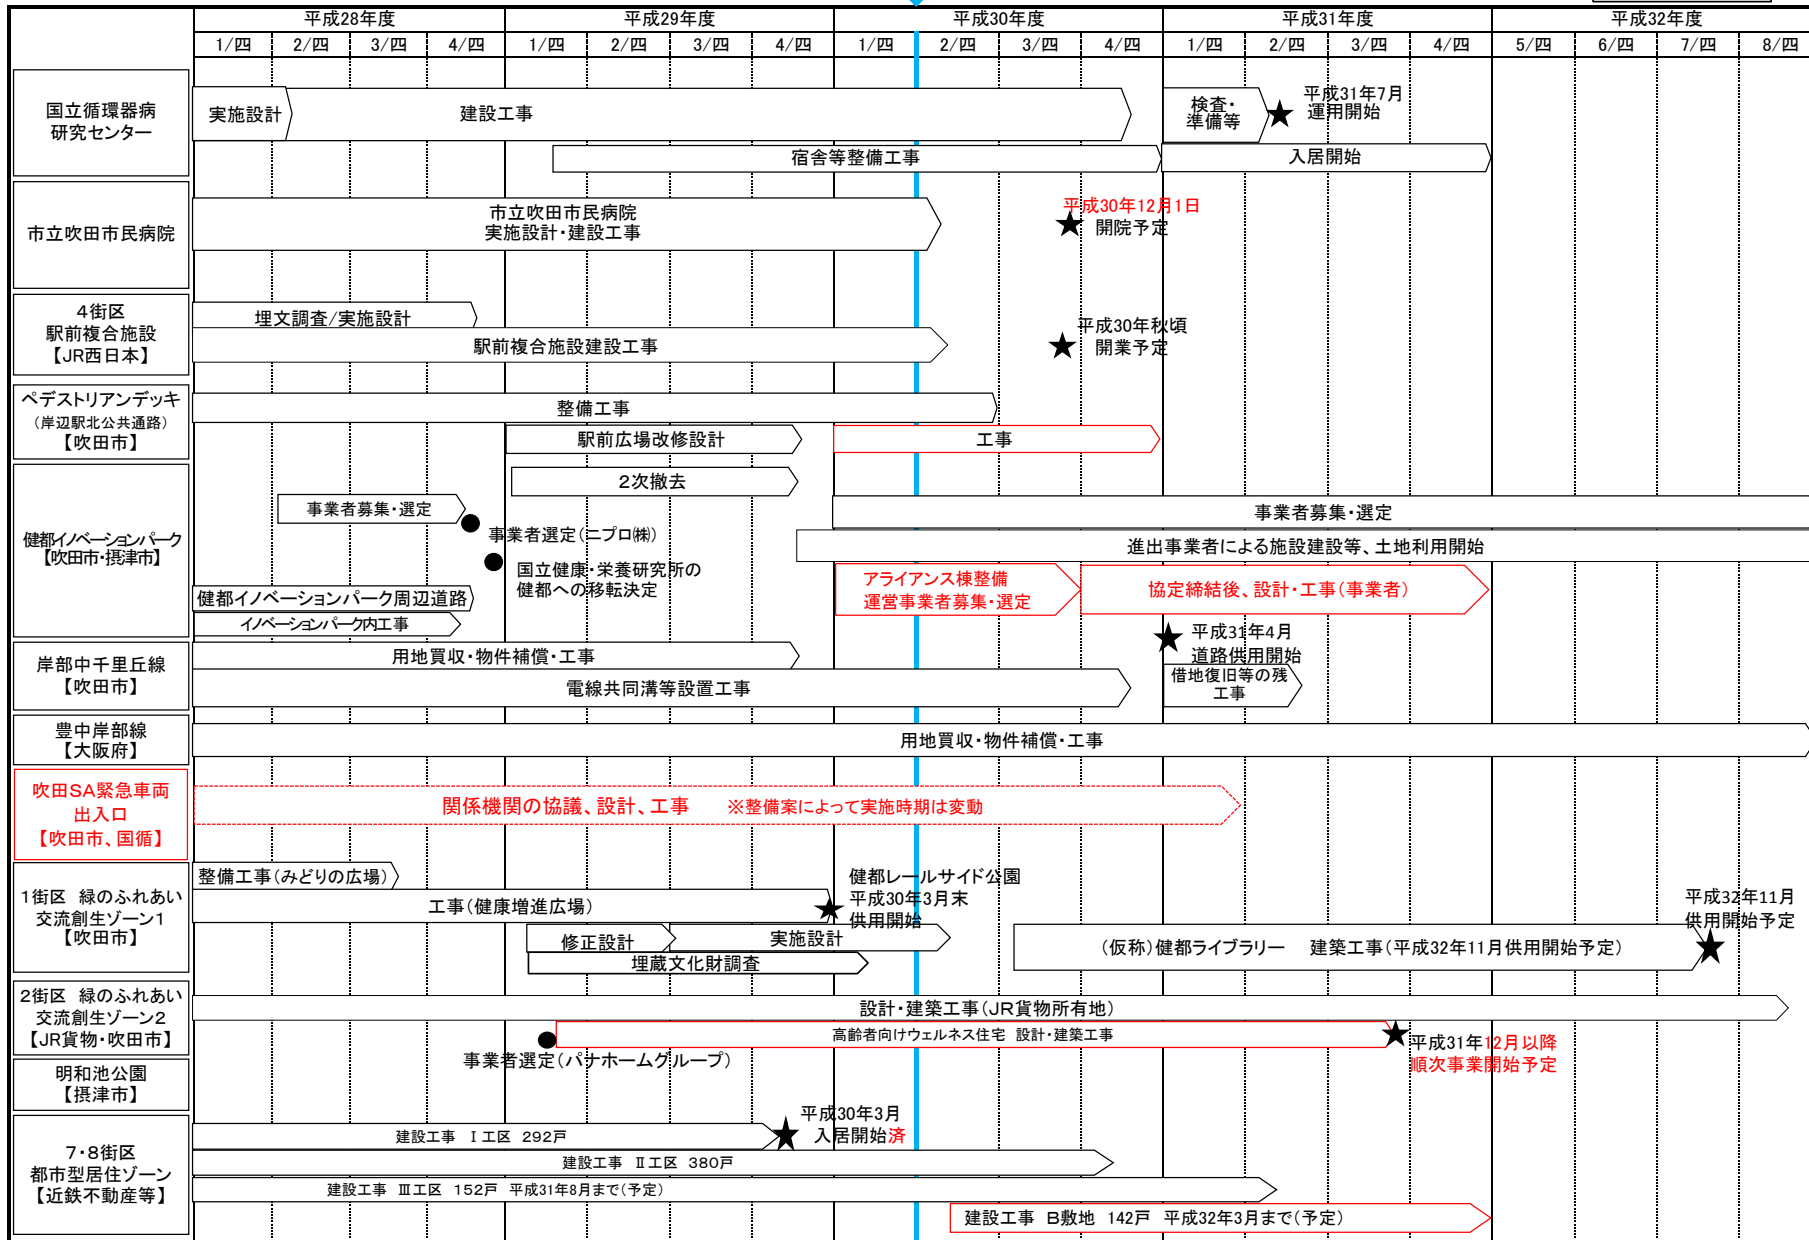 平成28年度 平成29年度 平成30年度 平成31年度 平成32年度
1/四 2/四 3/四 4/四 1/四 2/四 3/四 4/四 1/四 2/四 3/四 4/四 1/四 2/四 3/四 4/四 5/四 6/四 7/四 8/四
国立循環器病
研究センター
実施設計
建設工事
検査・
準備等
平成31年7月
運用開始
宿舎等整備工事
入居開始
市立吹田市民病院
市立吹田市民病院
実施設計・建設工事
平成30年12月1日
開院予定
4街区
駅前複合施設
【JR西日本】
埋文調査/実施設計
駅前複合施設建設工事
平成30年秋頃
開業予定
ペデストリアンデッキ
(岸辺駅北公共通路)
【吹田市】
整備工事
駅前広場改修設計
工事
健都イノベーションパーク
【吹田市・摂津市】
2次撤去
事業者募集・選定
事業者選定(ニプロ㈱)
国立健康・栄養研究所の
健都への移転決定
事業者募集・選定
進出事業者による施設建設等、土地利用開始
アライアンス棟整備
運営事業者募集・選定
協定締結後、設計・工事(事業者)
健都イノベーションパーク周辺道路
イノベーションパーク内工事
岸部中千里丘線
【吹田市】
用地買収・物件補償・工事
電線共同溝等設置工事
平成31年4月
道路供用開始
借地復旧等の残
工事
豊中岸部線
【大阪府】
用地買収・物件補償・工事
吹田SA緊急車両
出入口
【吹田市、国循】
関係機関の協議、設計、工事 ※整備案によって実施時期は変動
1街区 緑のふれあい
交流創生ゾーン1
【吹田市】
整備工事(みどりの広場)
工事(健康増進広場)
健都レールサイド公園
平成30年3月末
供用開始
修正設計
実施設計
埋蔵文化財調査
(仮称)健都ライブラリー 建築工事(平成32年11月供用開始予定)
平成32年11月
供用開始予定
2街区 緑のふれあい
交流創生ゾーン2
【JR貨物・吹田市】
設計・建築工事(JR貨物所有地)
高齢者向けウェルネス住宅 設計・建築工事
事業者選定(パナホームグループ)
平成31年12月以降
順次事業開始予定
明和池公園
【摂津市】
7・8街区
都市型居住ゾーン
【近鉄不動産等】
建設工事 Ⅰ工区 292戸
平成30年3月
入居開始済
建設工事 Ⅱ工区 380戸
建設工事 Ⅲ工区 152戸 平成31年8月まで(予定)
建設工事 B敷地 142戸 平成32年3月まで(予定)